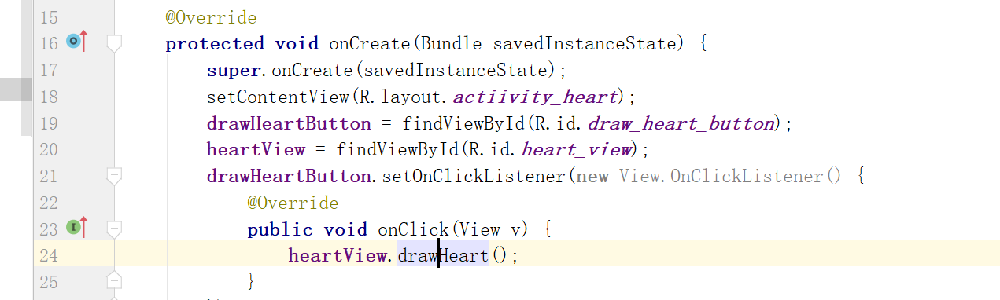 15 @Override
16 protected void onCreate(Bundle savedInstanceState) {
17 super.onCreate(savedInstanceState);
18 setContentView(R.layout.actiivity_heart);
19 drawHeartButton = findViewById(R.id.draw_heart_button);
20 heartView = findViewById(R.id.heart_view);
21 drawHeartButton.setOnClickListener(new View.OnClickListener() {
22 @Override
23 public void onClick(View v) {
24 heartView.drawHeart();
25 }